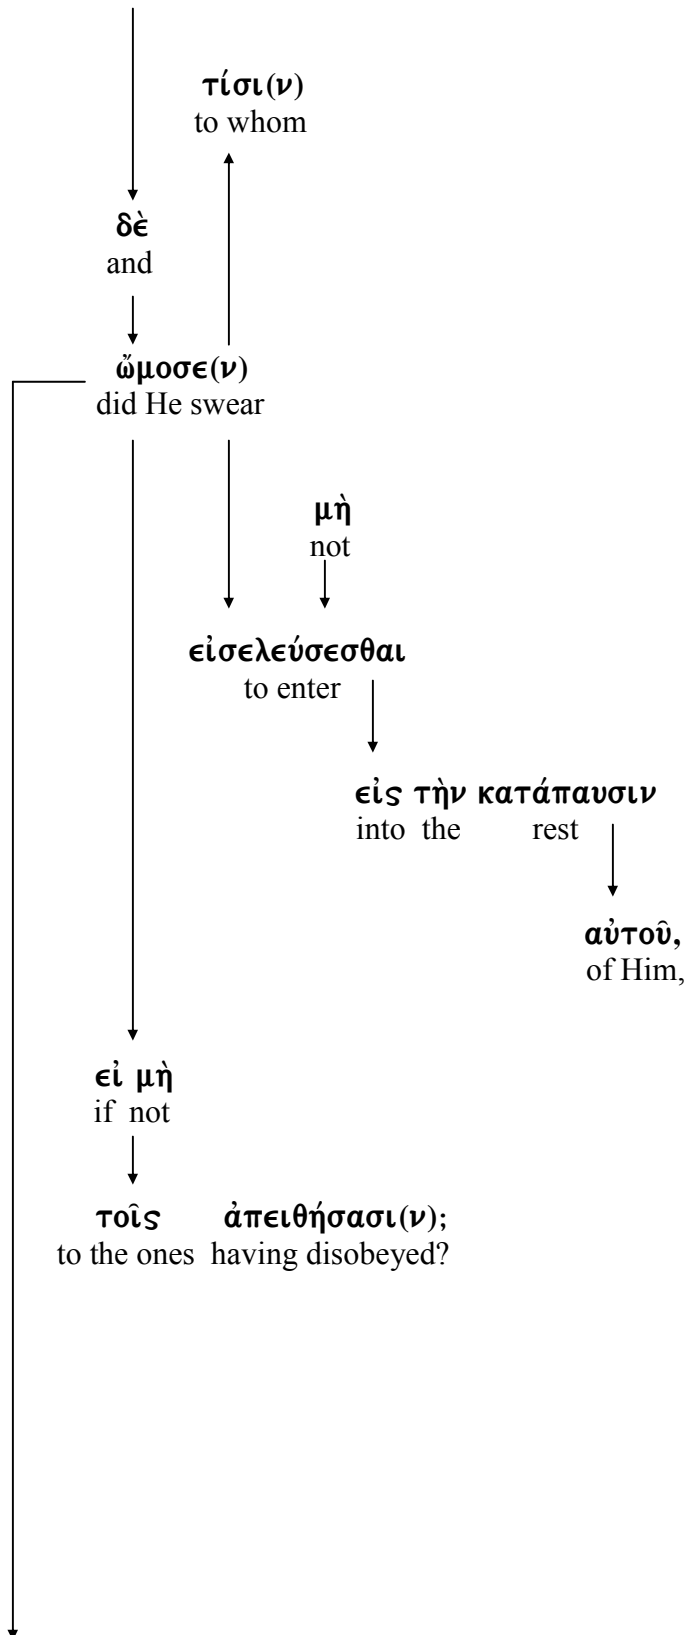 τίσι(ν)
to whom
δὲ
and
ὤμοσε(ν)
did He swear
μὴ
not
εἰσελεύσεσθαι
to enter
εἰς τὴν κατάπαυσιν
into the rest
αὐτοῦ,
of Him,
εἰ μὴ
if not
τοῖς ἀπειθήσασι(ν);
to the ones having disobeyed?